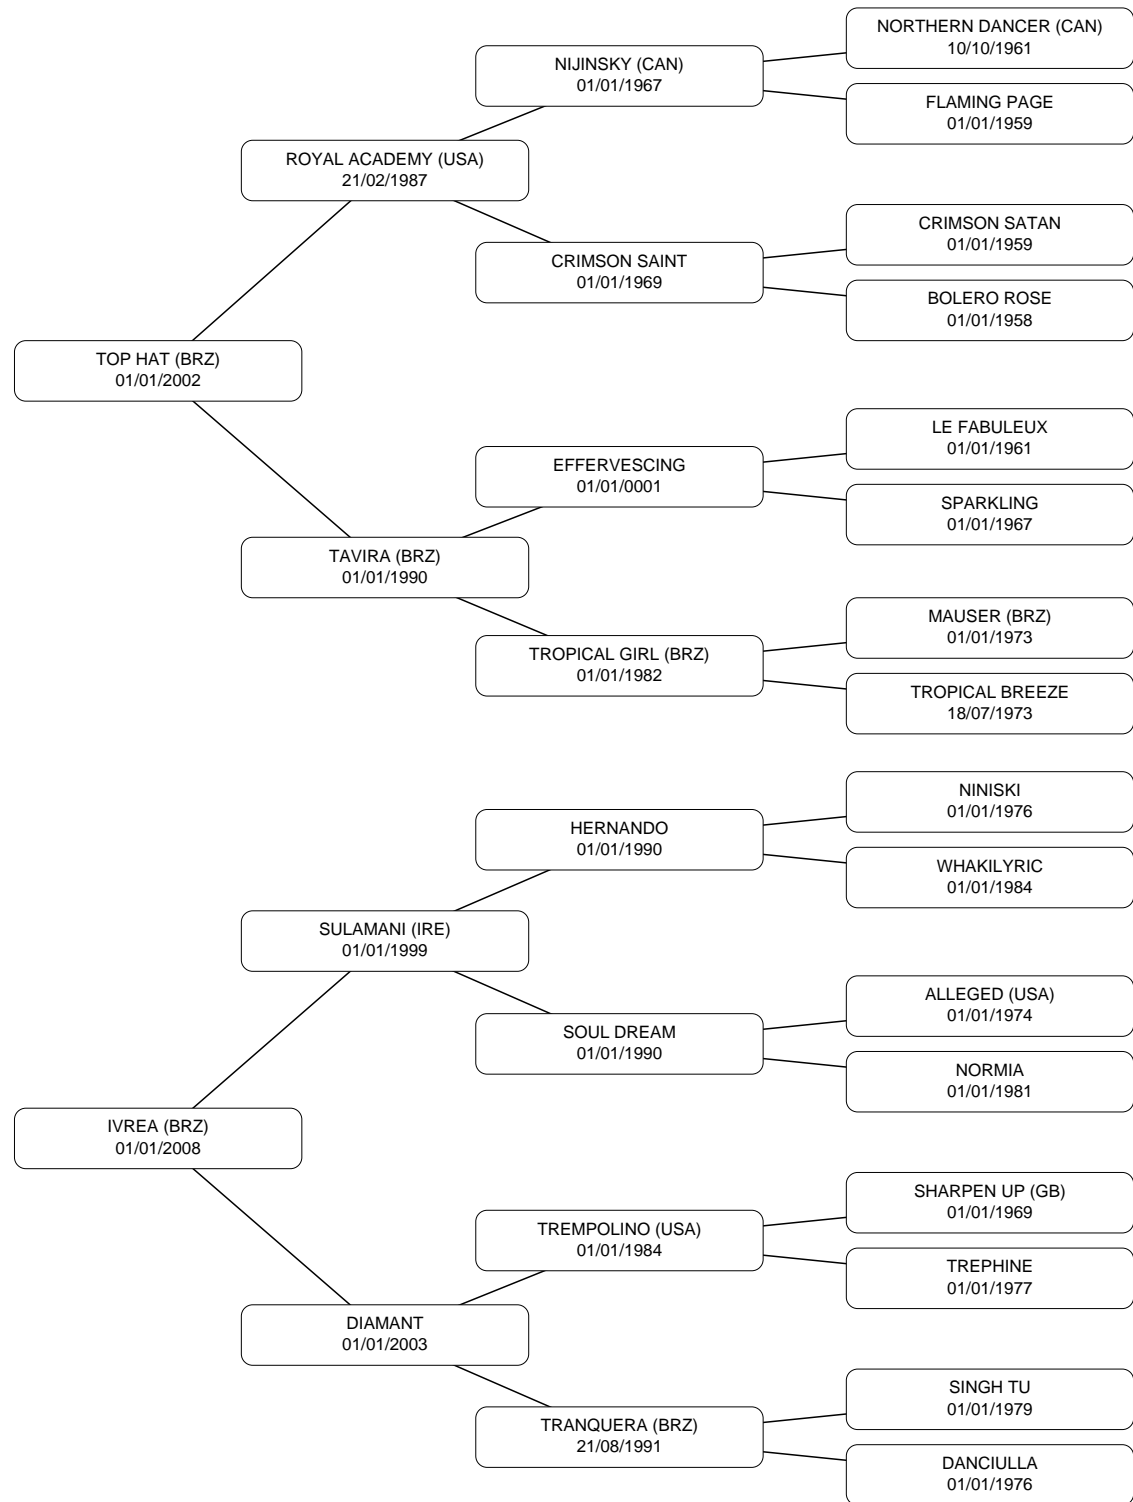 NORTHERN DANCER (CAN)
10/10/1961
NIJINSKY (CAN)
01/01/1967
FLAMING PAGE
01/01/1959
ROYAL ACADEMY (USA)
21/02/1987
CRIMSON SATAN
01/01/1959
CRIMSON SAINT
01/01/1969
BOLERO ROSE
01/01/1958
TOP HAT (BRZ)
01/01/2002
LE FABULEUX
01/01/1961
EFFERVESCING
01/01/0001
SPARKLING
01/01/1967
TAVIRA (BRZ)
01/01/1990
MAUSER (BRZ)
01/01/1973
TROPICAL GIRL (BRZ)
01/01/1982
TROPICAL BREEZE
18/07/1973
NINISKI
01/01/1976
HERNANDO
01/01/1990
WHAKILYRIC
01/01/1984
SULAMANI (IRE)
01/01/1999
ALLEGED (USA)
01/01/1974
SOUL DREAM
01/01/1990
NORMIA
01/01/1981
IVREA (BRZ)
01/01/2008
SHARPEN UP (GB)
01/01/1969
TREMPOLINO (USA)
01/01/1984
TREPHINE
01/01/1977
DIAMANT
01/01/2003
SINGH TU
01/01/1979
TRANQUERA (BRZ)
21/08/1991
DANCIULLA
01/01/1976